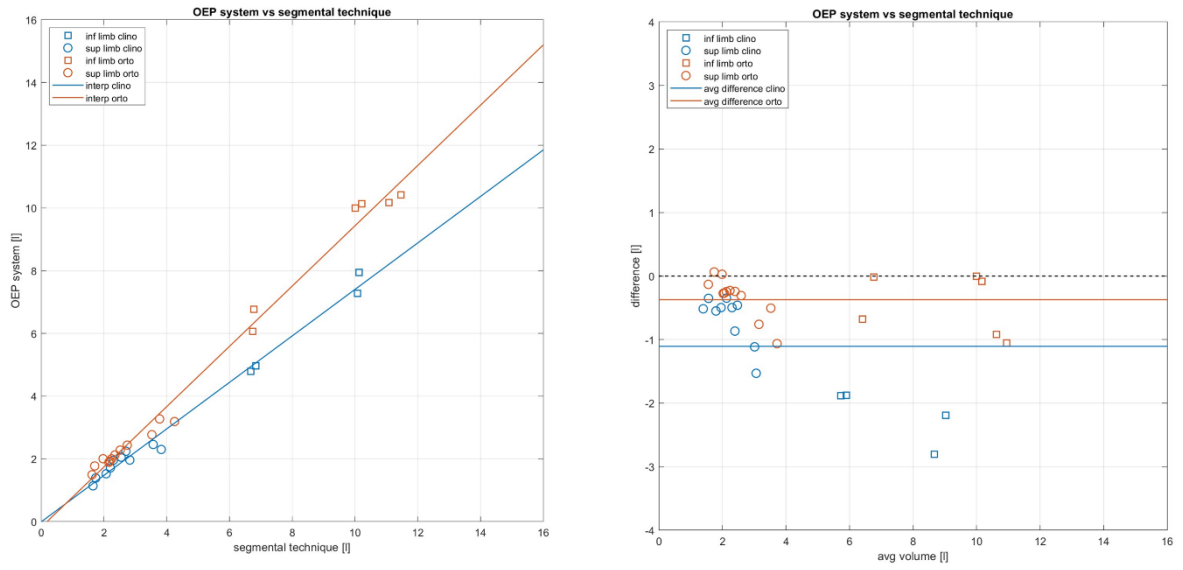 OEP system vs segmental technique
inf limb clino
sup limb clino
inf limb orto
sup limb orto
interp clino
interp orto
16
14
12
10
8
6
4
2
0
OEP system [l]
0 2 4 6 8 10 12 14 16
segmental technique [l]
OEP system vs segmental technique
inf limb clino
sup limb clino
inf limb orto
sup limb orto
avg difference clino
avg difference orto
4
3
2
1
0
-1
-2
-3
-4
difference [l]
0 2 4 6 8 10 12 14 16
avg volume [l]